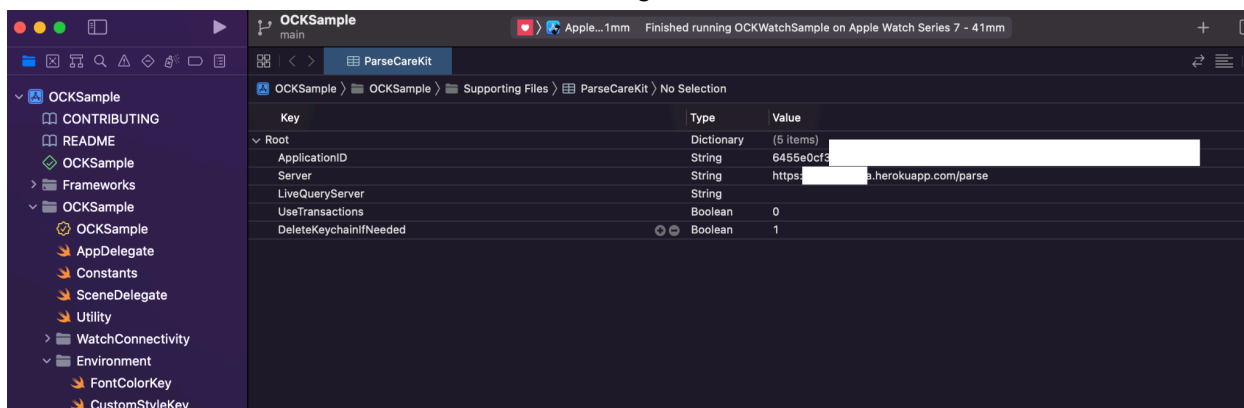 OCKSample
main
Apple...1mm Finished running OCKWatchSample on Apple Watch Series 7 - 41mm
ParseCareKit
OCKSample 〉 OCKSample 〉 Supporting Files 〉 ParseCareKit 〉 No Selection
OCKSample
CONTRIBUTING
README
OCKSample
Frameworks
OCKSample
OCKSample
AppDelegate
Constants
SceneDelegate
Utility
WatchConnectivity
Environment
FontColorKey
CustomStyleKey
Key Type Value
Root Dictionary (5 items)
ApplicationID String 6455e0cf3
Server String https: a.herokuapp.com/parse
LiveQueryServer String
UseTransactions Boolean 0
DeleteKeychainIfNeeded Boolean 1